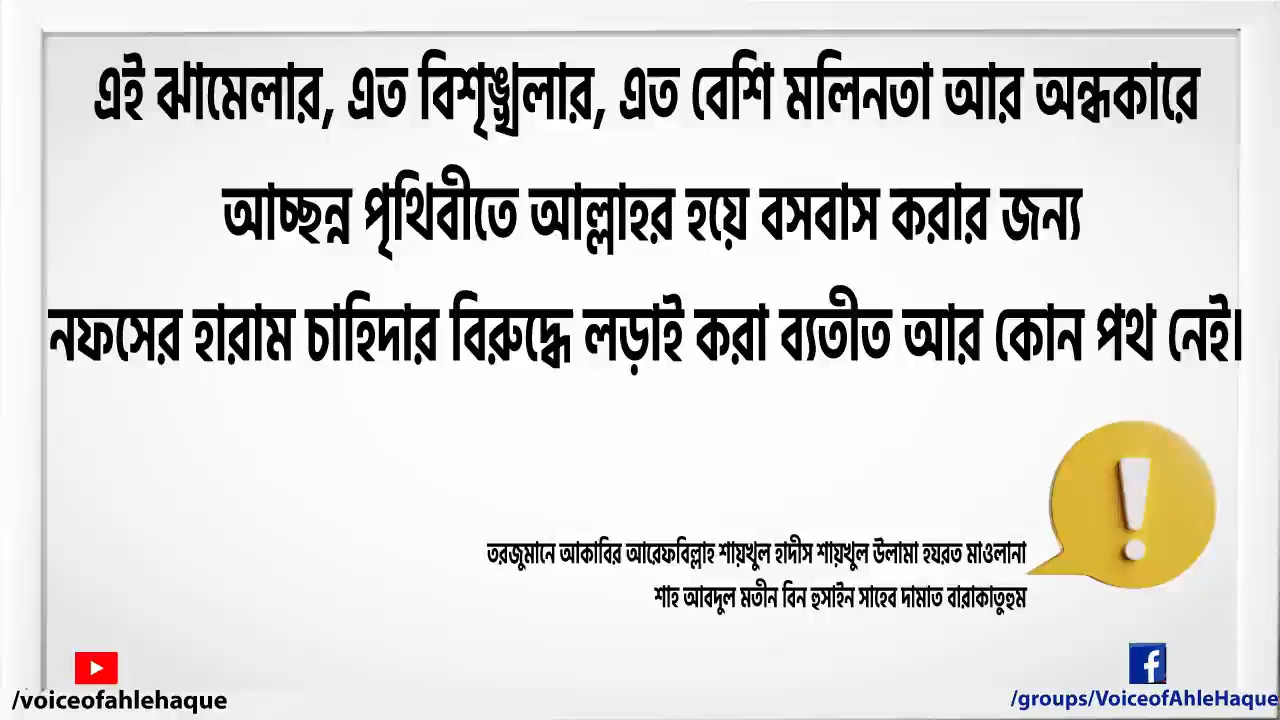 এই ঝামেলার, এত বিশৃঙ্খলার, এত বেশি মলিনতা আর অন্ধকারে
আচ্ছন্ন পৃথিবীতে আল্লাহর হয়ে বসবাস করার জন্য
নফসের হারাম চাহিদার বিরুদ্ধে লড়াই করা ব্যতীত আর কোন পথ নেই।
তরজুমানে আকাবির আরেফবিল্লাহ শায়খুল হাদীস শায়খুল উলামা হযরত মাওলানা
শাহ আবদুল মতীন বিন হুসাইন সাহেব দামাত বারাকাতুহুম
/voiceofahlehaque
/groups/VoiceofAhleHaque